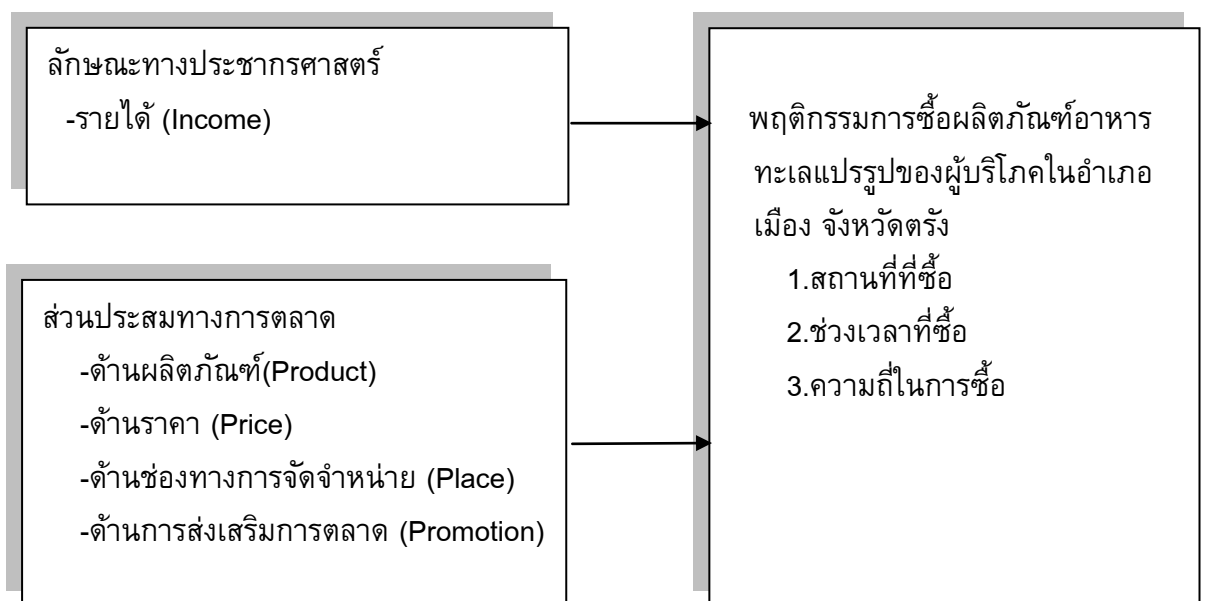 ลักษณะทางประชากรศาสตร์
-รายได้ (Income)
ส่วนประสมทางการตลาด
-ด้านผลิตภัณฑ์(Product)
-ด้านราคา (Price)
-ด้านช่องทางการจัดจำหน่าย (Place)
-ด้านการส่งเสริมการตลาด (Promotion)
พฤติกรรมการซื้อผลิตภัณฑ์อาหาร
ทะเลแปรรูปของผู้บริโภคในอำเภอ
เมือง จังหวัดตรัง
1.สถานที่ที่ซื้อ
2.ช่วงเวลาที่ซื้อ
3.ความถี่ในการซื้อ